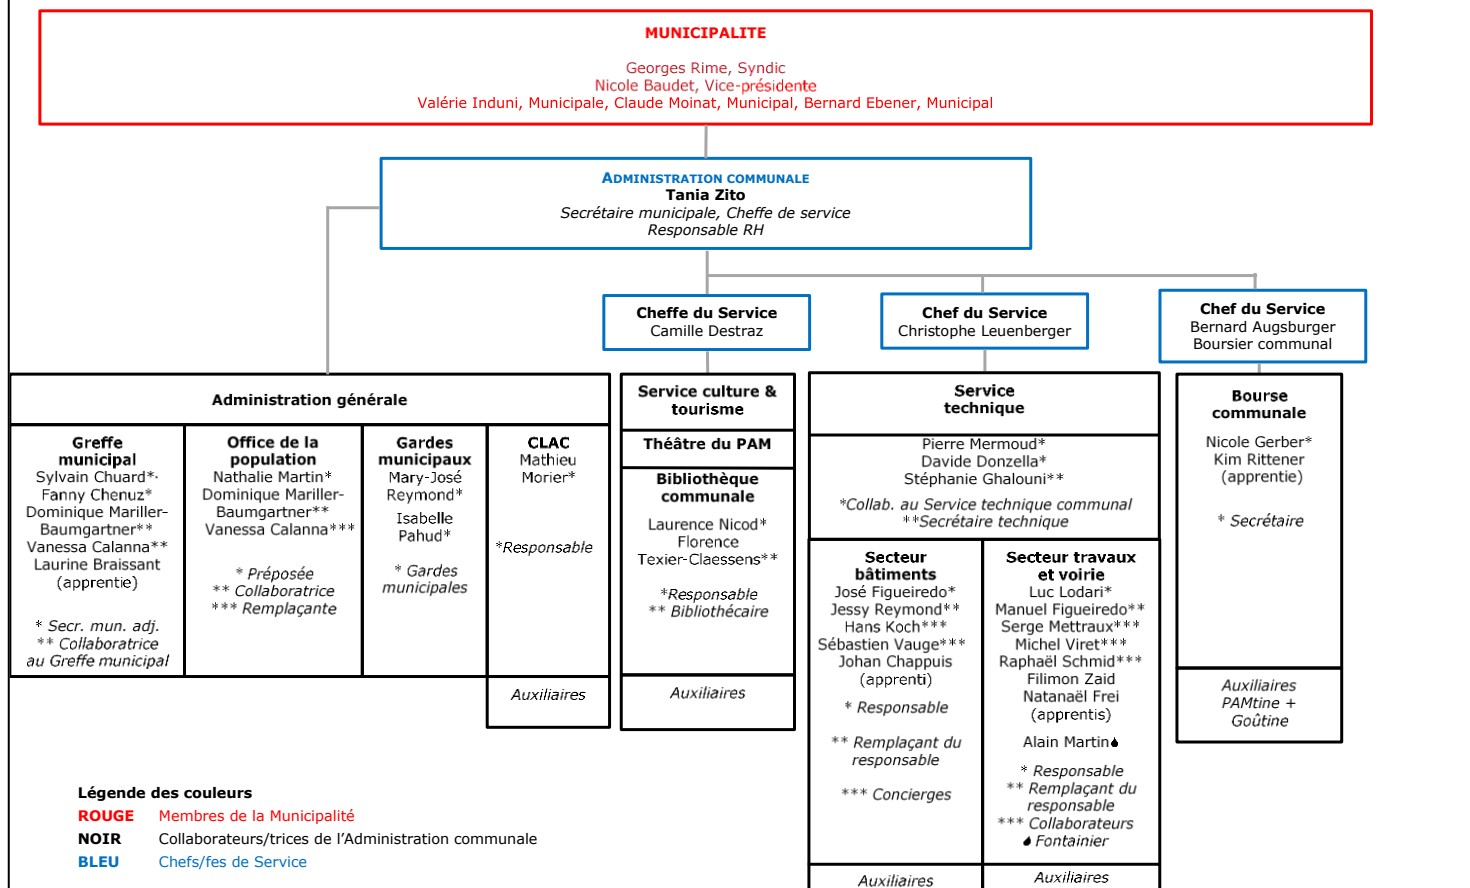 MUNICIPALITE
Georges Rime, Syndic
Nicole Baudet, Vice-présidente
Valérie Induni, Municipale, Claude Moinat, Municipal, Bernard Ebener, Municipal
ADMINISTRATION COMMUNALE
Tania Zito
Secrétaire municipale, Cheffe de service
Responsable RH
Cheffe du Service
Camille Destraz
Chef du Service
Christophe Leuenberger
Chef du Service
Bernard Augsburger
Boursier communal
Administration générale
Greffe
municipal
Sylvain Chuard*·
Fanny Chenuz*
Dominique Mariller-
Baumgartner**
Vanessa Calanna**
Laurine Braissant
(apprentie)
* Secr. mun. adj.
** Collaboratrice
au Greffe municipal
Office de la
population
Nathalie Martin*
Dominique Mariller-
Baumgartner**
Vanessa Calanna***
* Préposée
** Collaboratrice
*** Remplaçante
Gardes
municipaux
Mary-José
Reymond*
Isabelle
Pahud*
* Gardes
municipales
CLAC
Mathieu
Morier*
*Responsable
Auxiliaires
Service culture &
tourisme
Théâtre du PAM
Bibliothèque
communale
Laurence Nicod*
Florence
Texier-Claessens**
*Responsable
** Bibliothécaire
Auxiliaires
Service
technique
Pierre Mermoud*
Davide Donzella*
Stéphanie Ghalouni**
*Collab. au Service technique communal
**Secrétaire technique
Secteur
bâtiments
José Figueiredo*
Jessy Reymond**
Hans Koch***
Sébastien Vauge***
Johan Chappuis
(apprenti)
* Responsable
** Remplaçant du
responsable
*** Concierges
Auxiliaires
Secteur travaux
et voirie
Luc Lodari*
Manuel Figueiredo**
Serge Mettraux***
Michel Viret***
Raphaël Schmid***
Filimon Zaid
Natanaël Frei
(apprentis)
Alain Martin🌢
* Responsable
** Remplaçant du
responsable
*** Collaborateurs
🌢 Fontainier
Auxiliaires
Bourse
communale
Nicole Gerber*
Kim Rittener
(apprentie)
* Secrétaire
Auxiliaires
PAMtine +
Goûtine
Légende des couleurs
ROUGE Membres de la Municipalité
NOIR Collaborateurs/trices de l’Administration communale
BLEU Chefs/fes de Service